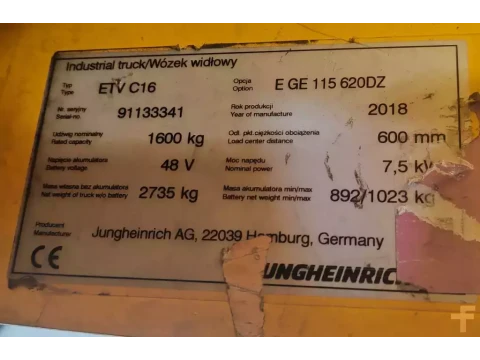 Industrial truck/Wózek widłowy
Typ
Type
ETV C16
Opcja
Option
E GE 115 620DZ
Nr. seryjny
Serial-no.
91133341
Rok produkcji
Year of manufacture
2018
Udźwig nominalny
Rated capacity
1600 kg
Odl. pkt.ciężkości obciążenia
Load center distance
600 mm
Napięcie akumulatora
Battery voltage
48 V
Moc napędu
Nominal power
7,5 kW
Masa własna bez akumulatora
Net weight of truck w/o battery
2735 kg
Masa akumulatora min/max
Battery net weight min/max
892/1023 kg
Producent
Manufacturer
Jungheinrich AG, 22039 Hamburg, Germany
CE
JUNGHEINRICH